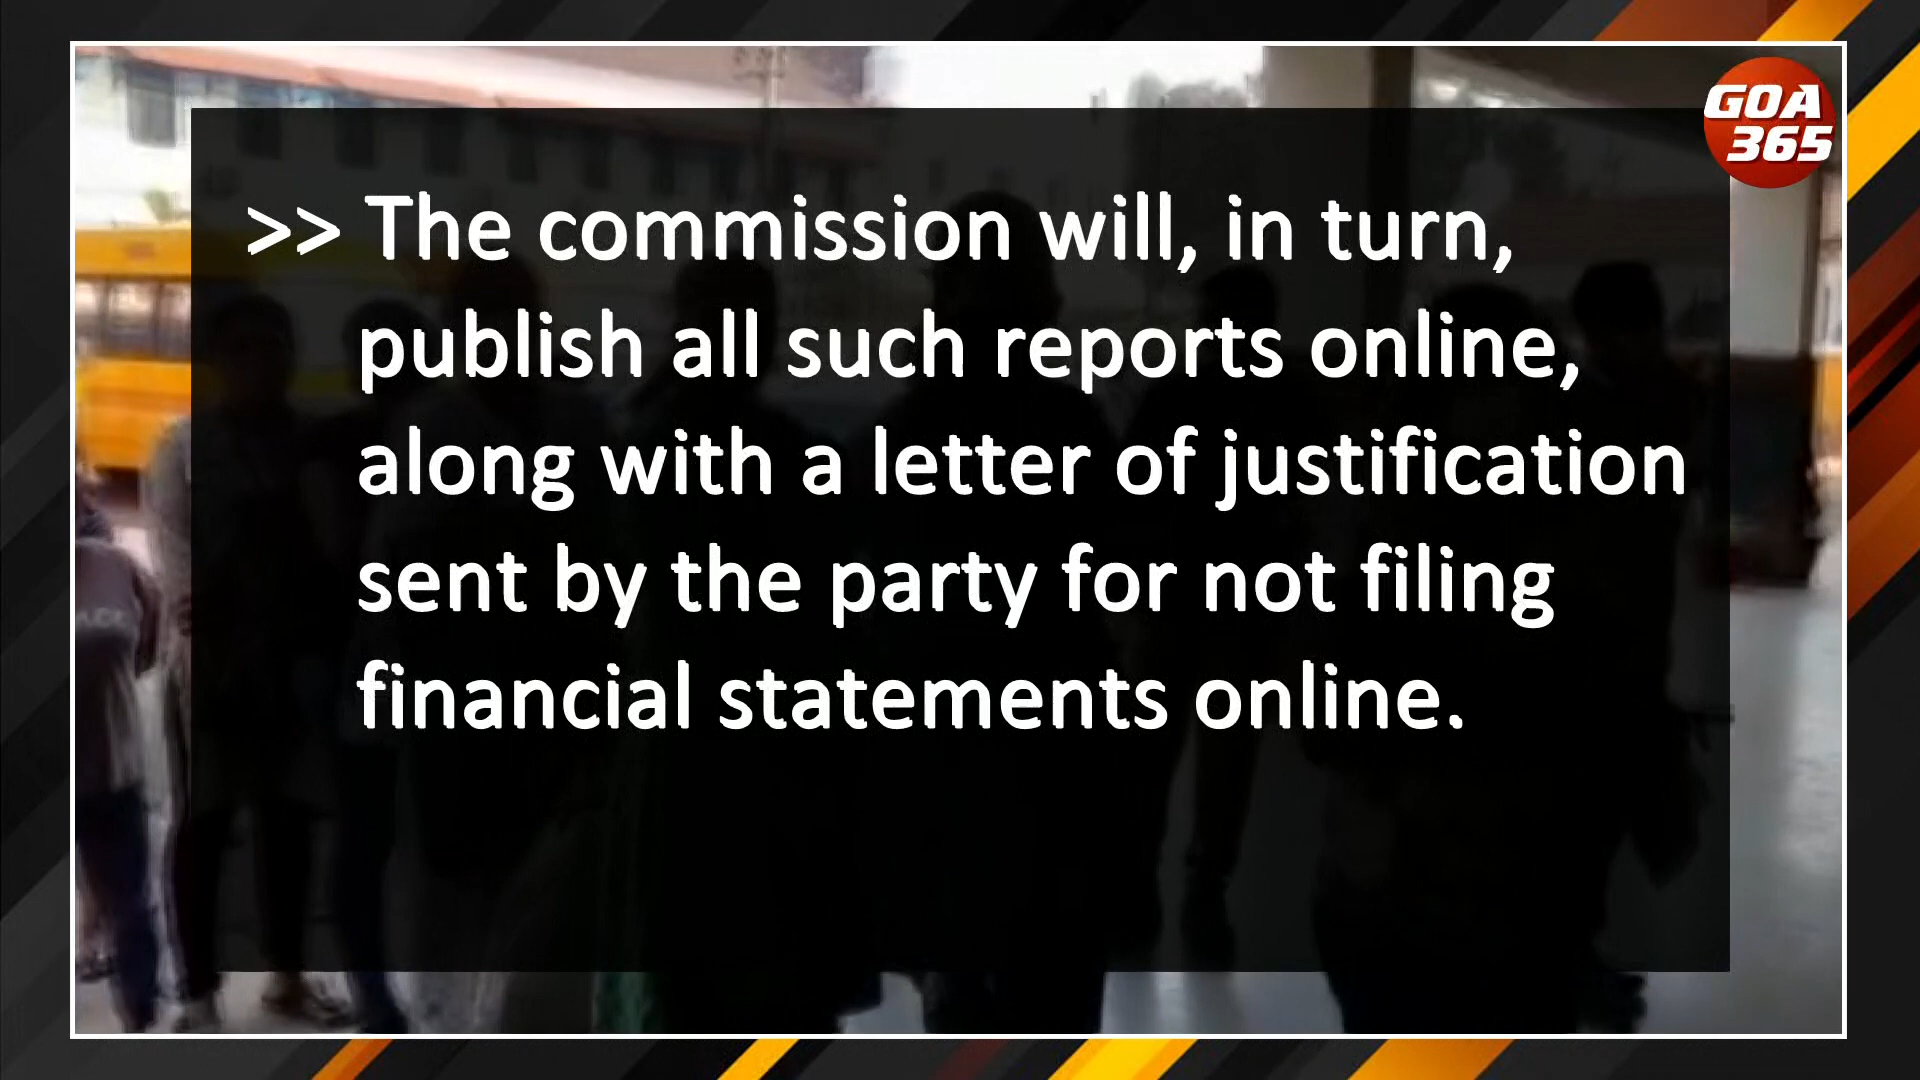 GOA
365
>> The commission will, in turn,
publish all such reports online,
along with a letter of justification
sent by the party for not filing
financial statements online.